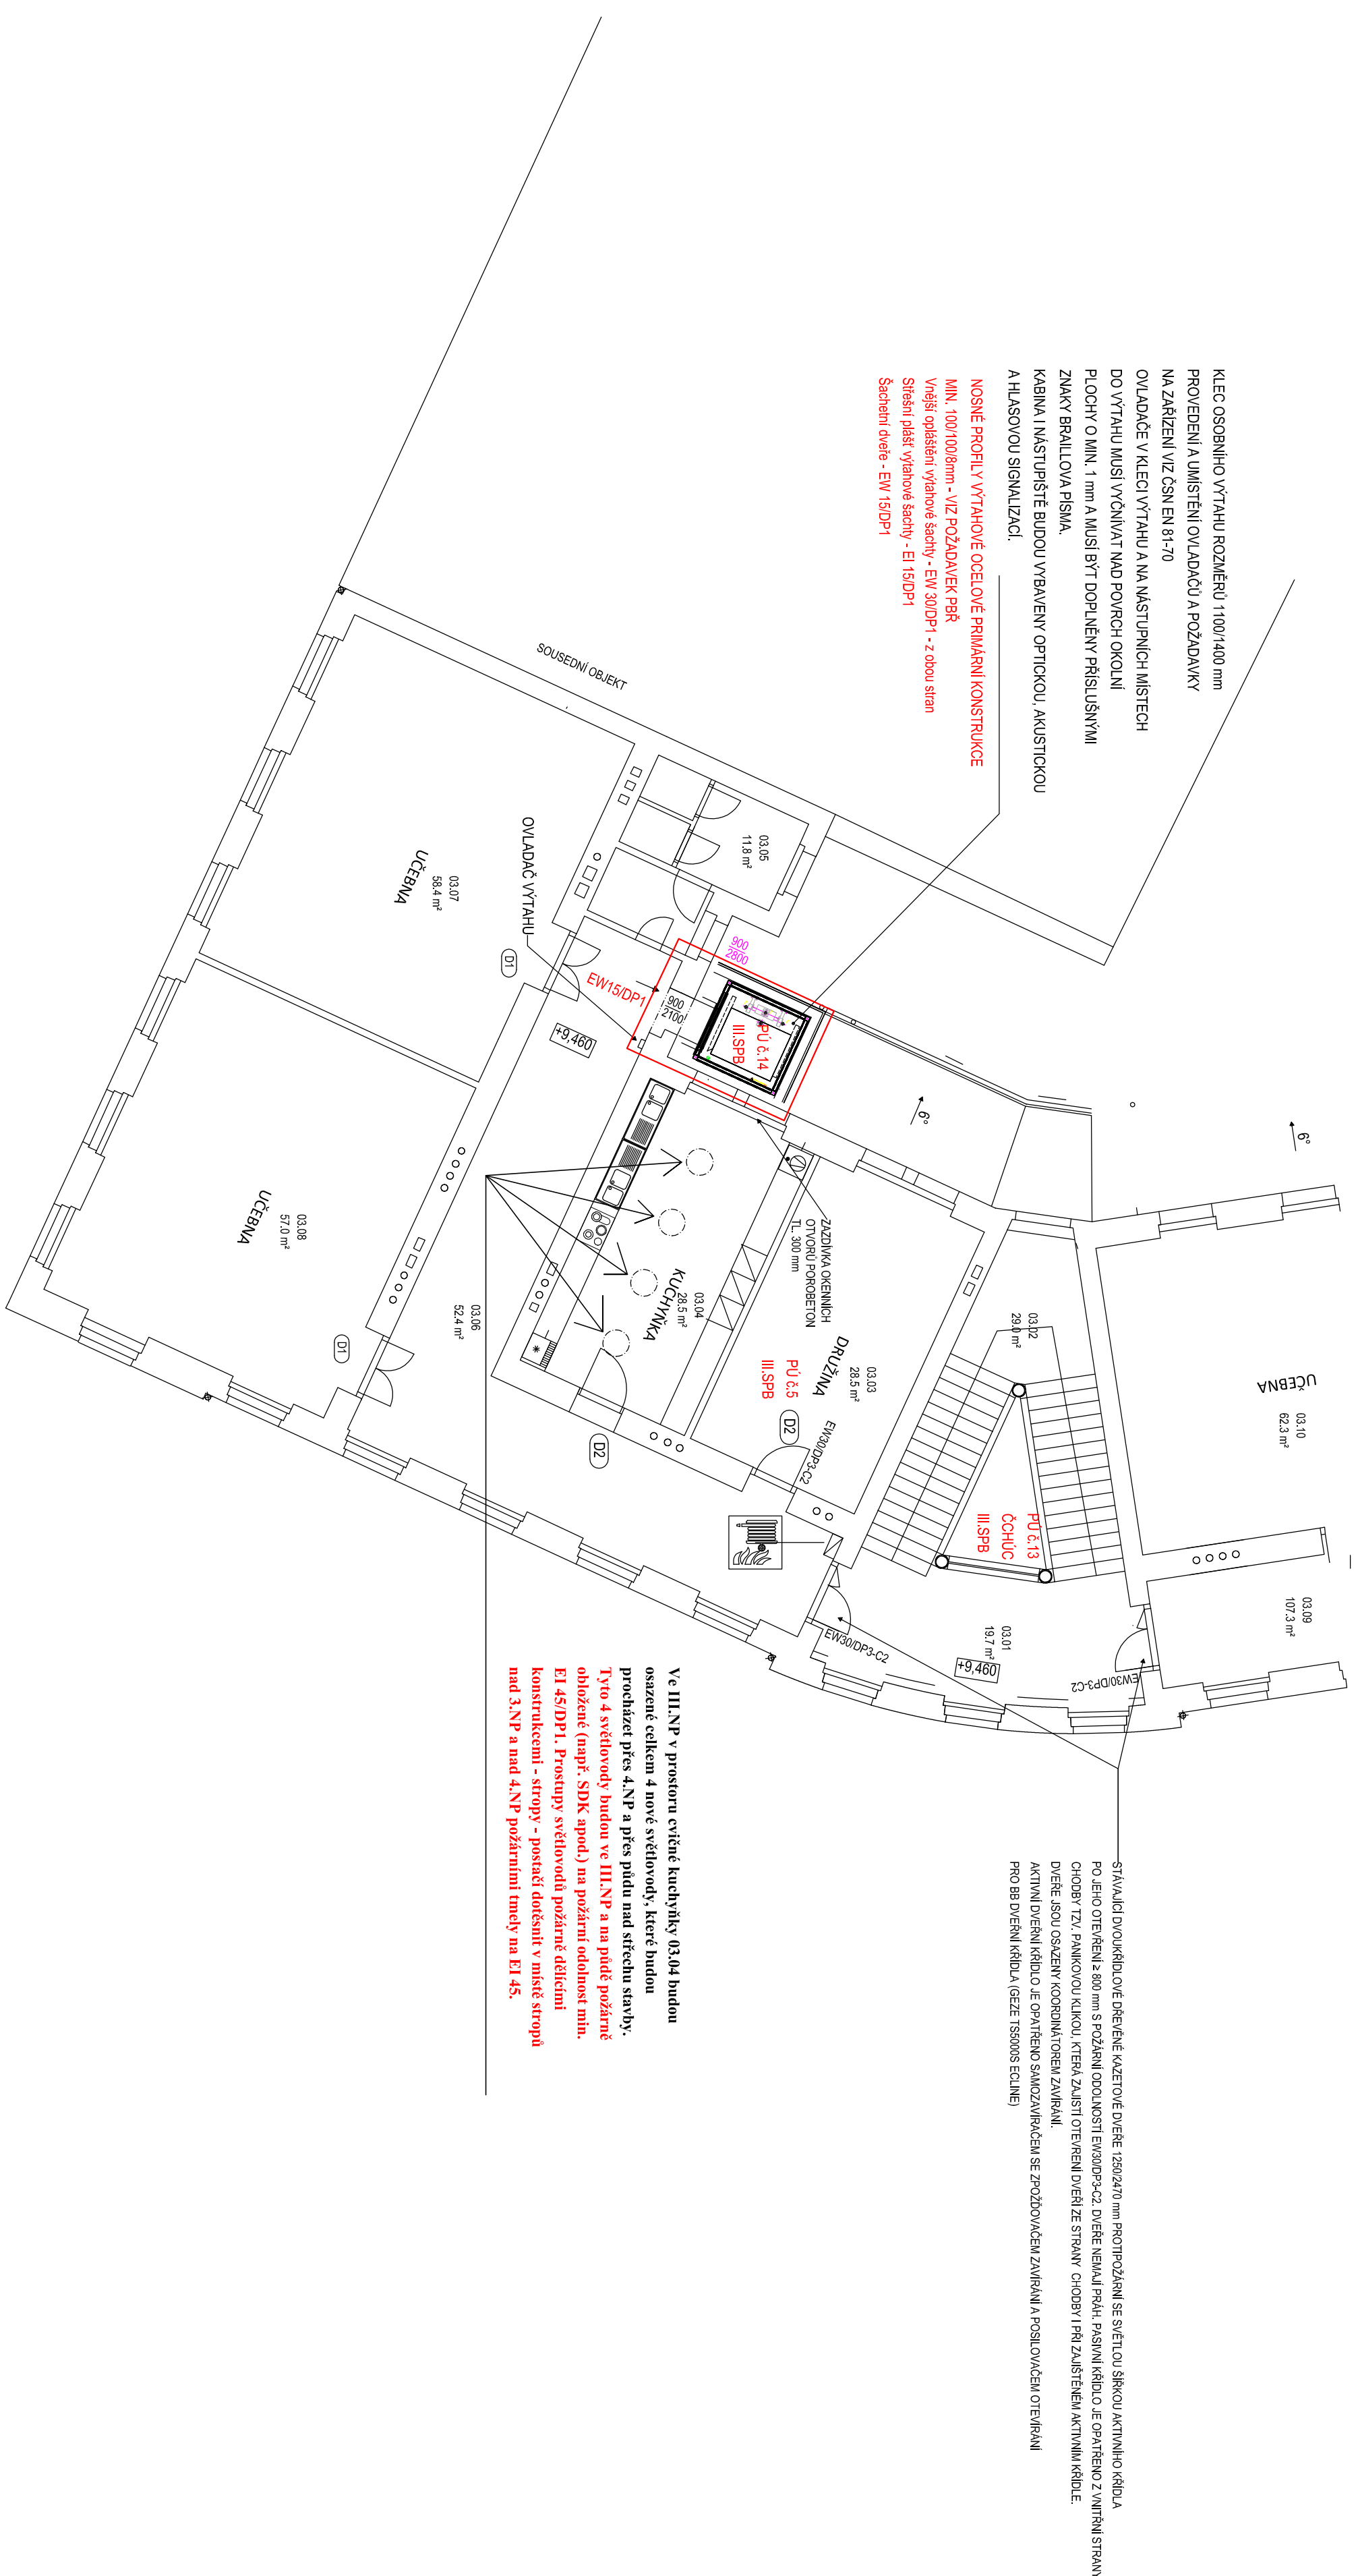 KLEC OSOBNÍHO VÝTAHU ROZMĚRŮ 1100/1400 mm
PROVEDENÍ A UMÍSTĚNÍ OVLADAČŮ A POŽADAVKY
NA ZAŘÍZENÍ VIZ ČSN EN 81-70
OVLADAČE V KLECI VÝTAHU A NA NÁSTUPNÍCH MÍSTECH
DO VÝTAHU MUSÍ VYČNÍVAT NAD POVRCH OKOLNÍ
PLOCHY O MIN. 1 mm A MUSÍ BÝT DOPLNĚNY PŘÍSLUŠNÝMI
ZNAKY BRAILLOVA PÍSMA.
KABINA I NÁSTUPIŠTĚ BUDOU VYBAVENY OPTICKOU, AKUSTICKOU
A HLASOVOU SIGNALIZACÍ.
NOSNÉ PROFILY VÝTAHOVÉ OCELOVÉ PRIMÁRNÍ KONSTRUKCE
MIN. 100/100/8mm - VIZ POŽADAVEK PBŘ
Vnější opláštění výtahové šachty - EW 30/DP1 - z obou stran
Střešní plášť výtahové šachty - EI 15/DP1
Šachetní dveře - EW 15/DP1
SOUSEDNÍ OBJEKT
OVLADAČ VÝTAHU
03.05
11.8 m²
03.07
58.4 m²
UČEBNA
D1
EW15/DP1
900
2100
900
2800
+9,460
PÚ č.14
III.SPB
6°
6°
03.08
57.0 m²
UČEBNA
D1
03.06
52.4 m²
03.04
28.5 m²
KUCHYŇKA
D2
ZAZDÍVKA OKENNÍCH
OTVORŮ POROBETON
TL. 300 mm
03.03
28.5 m²
DRUŽINA
PÚ č.5
III.SPB
D2
EW30/DP3-C2
03.02
29.0 m²
PÚ č.13
ČCHÚC
III.SPB
03.10
62.3 m²
UČEBNA
03.09
107.3 m²
03.01
19.7 m²
+9,460
EW30/DP3-C2
EW30/DP3-C2
Ve III.NP v prostoru cvičné kuchyňky 03.04 budou
osazené celkem 4 nové světlovody, které budou
procházet přes 4.NP a přes půdu nad střechu stavby.
Tyto 4 světlovody budou ve III.NP a na půdě požárně
obložené (např. SDK apod.) na požární odolnost min.
EI 45/DP1. Prostupy světlovodů požárně dělícími
konstrukcemi - stropy - postačí dotěsnit v místě stropů
nad 3.NP a nad 4.NP požárními tmely na EI 45.
STÁVAJÍCÍ DVOUKŘÍDLOVÉ DŘEVĚNÉ KAZETOVÉ DVEŘE 1250/2470 mm PROTIPOŽÁRNÍ SE SVĚTLOU ŠÍŘKOU AKTIVNÍHO KŘÍDLA
PO JEHO OTEVŘENÍ ≥ 800 mm S POŽÁRNÍ ODOLNOSTÍ EW30/DP3-C2. DVEŘE NEMAJÍ PRÁH. PASIVNÍ KŘÍDLO JE OPATŘENO Z VNITŘNÍ STRANY
CHODBY TZV. PANIKOVOU KLIKOU, KTERÁ ZAJISTÍ OTEVŘENÍ DVEŘÍ ZE STRANY CHODBY I PŘI ZAJIŠTĚNÉM AKTIVNÍM KŘÍDLE.
DVEŘE JSOU OSAZENY KOORDINÁTOREM ZAVÍRÁNÍ.
AKTIVNÍ DVEŘNÍ KŘÍDLO JE OPATŘENO SAMOZAVÍRAČEM SE ZPOŽĎOVAČEM ZAVÍRÁNÍ A POSILOVAČEM OTEVÍRÁNÍ
PRO BB DVEŘNÍ KŘÍDLA (GEZE TS5000S ECLINE)